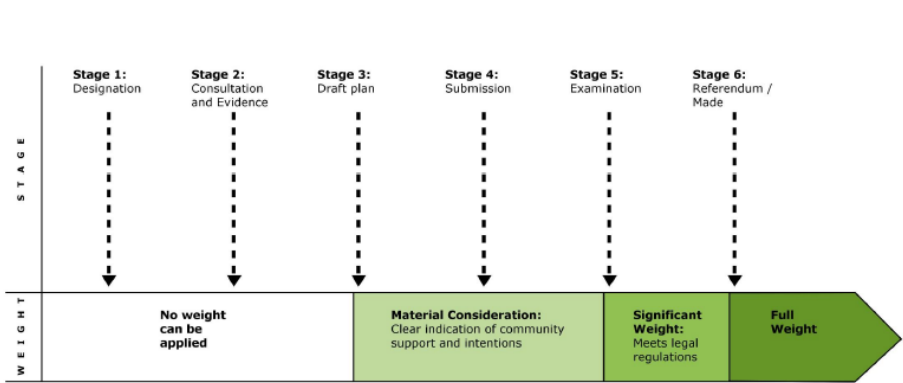 Stage 1:
Designation
Stage 2:
Consultation
and Evidence
Stage 3:
Draft plan
Stage 4:
Submission
Stage 5:
Examination
Stage 6:
Referendum /
Made
STAGE
WEIGHT
No weight
can be
applied
Material Consideration:
Clear indication of community
support and intentions
Significant
Weight:
Meets legal
regulations
Full
Weight